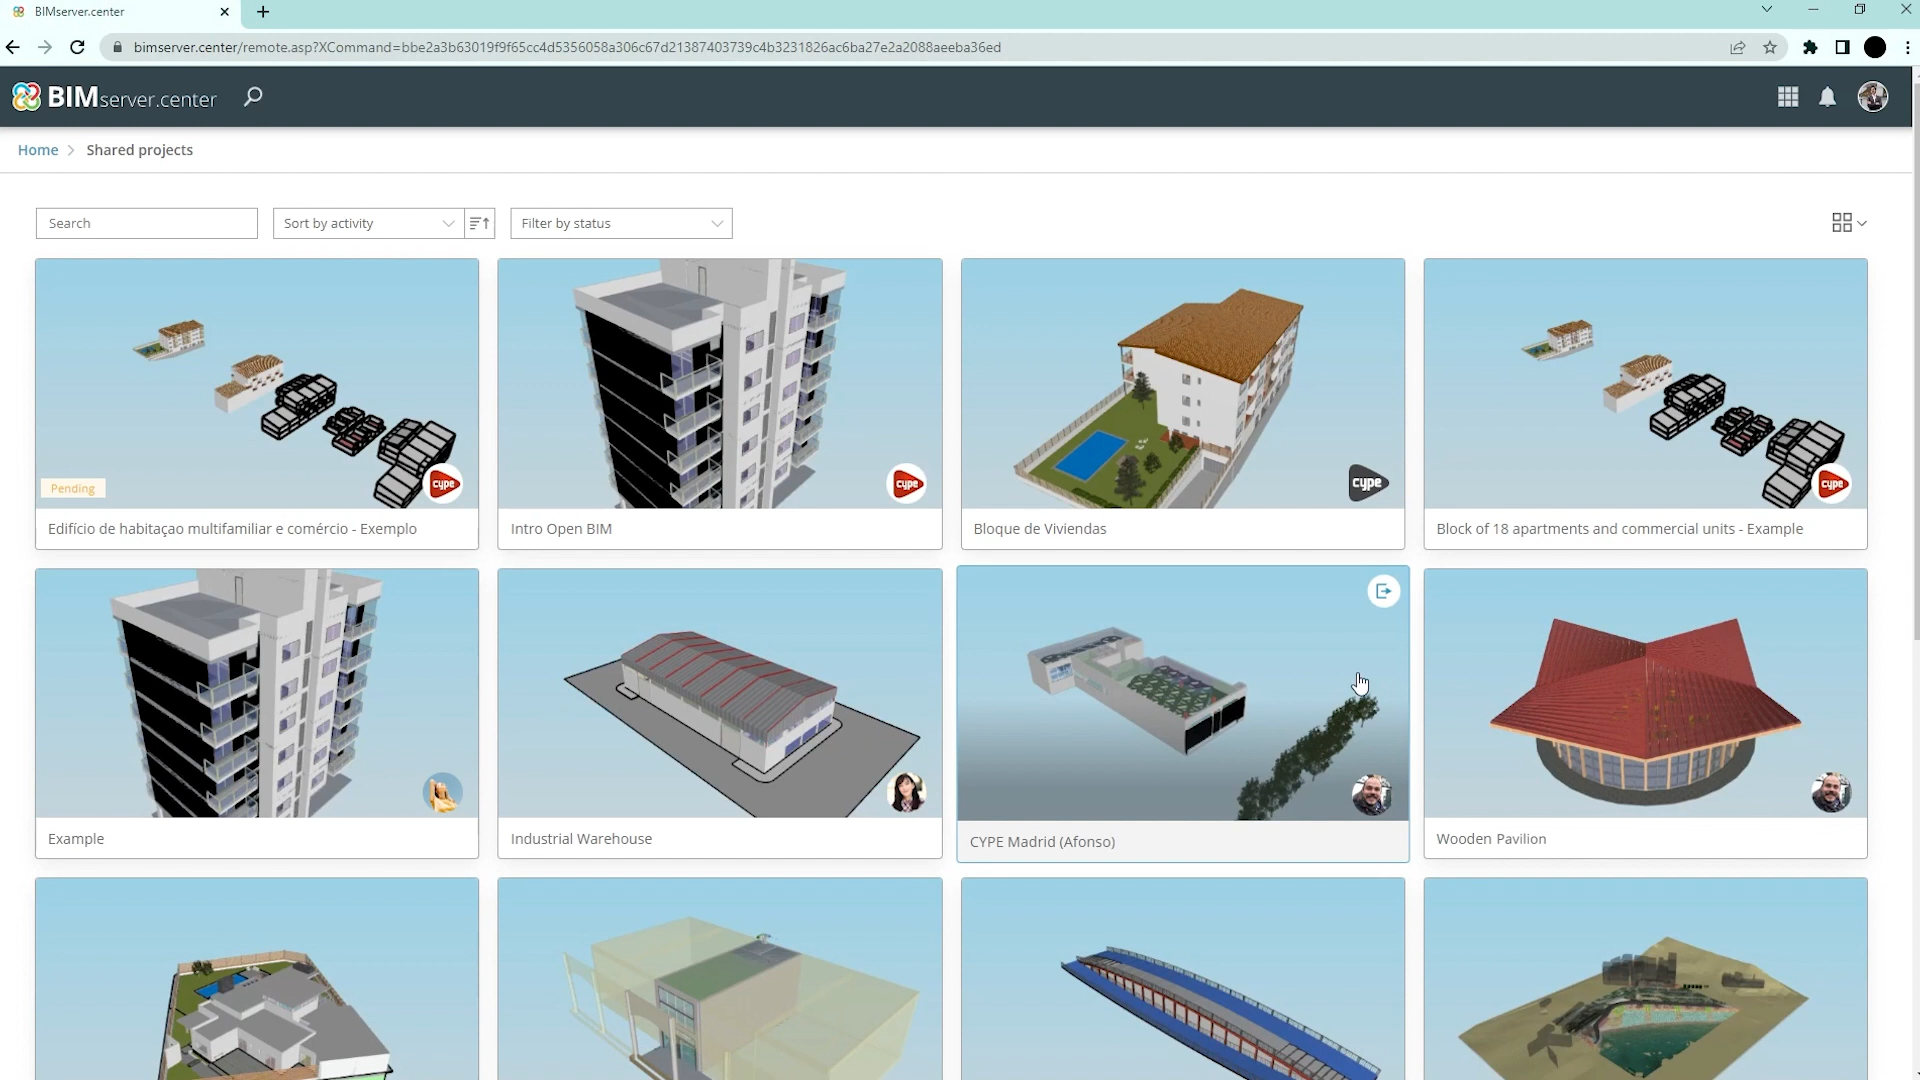 BIMserver.center
bimserver.center/remote.asp?XCommand=bbe2a3b63019f9f65cc4d5356058a306c67d21387403739c4b3231826ac6ba27e2a2088aeeba36ed
BIMserver.center
Home > Shared projects
Search
Sort by activity
Filter by status
Pending
cype
cype
cype
cype
Edifício de habitaçao multifamiliar e comércio - Exemplo
Intro Open BIM
Bloque de Viviendas
Block of 18 apartments and commercial units - Example
Example
Industrial Warehouse
CYPE Madrid (Afonso)
Wooden Pavilion